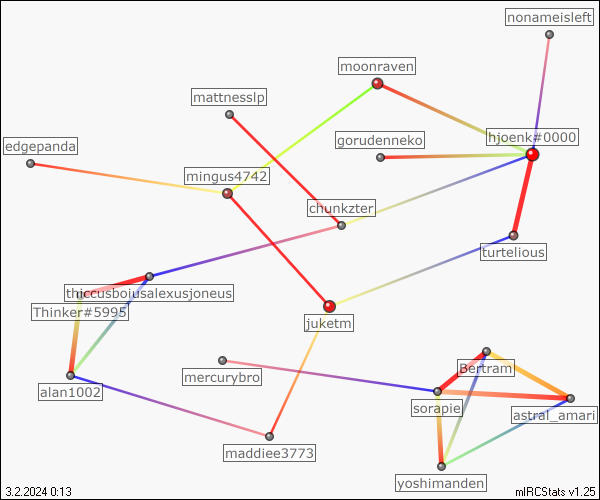 nonameisleft
moonraven
mattnesslp
hjoenk#0000
gorudenneko
edgepanda
mingus4742
chunkzter
turtelious
thiccusboiusalexusjoneus
Thinker#5995
juketm
Bertram
mercurybro
alan1002
sorapie
astral_amari
maddiee3773
yoshimanden
3.2.2024 0:13
mIRCStats v1.25